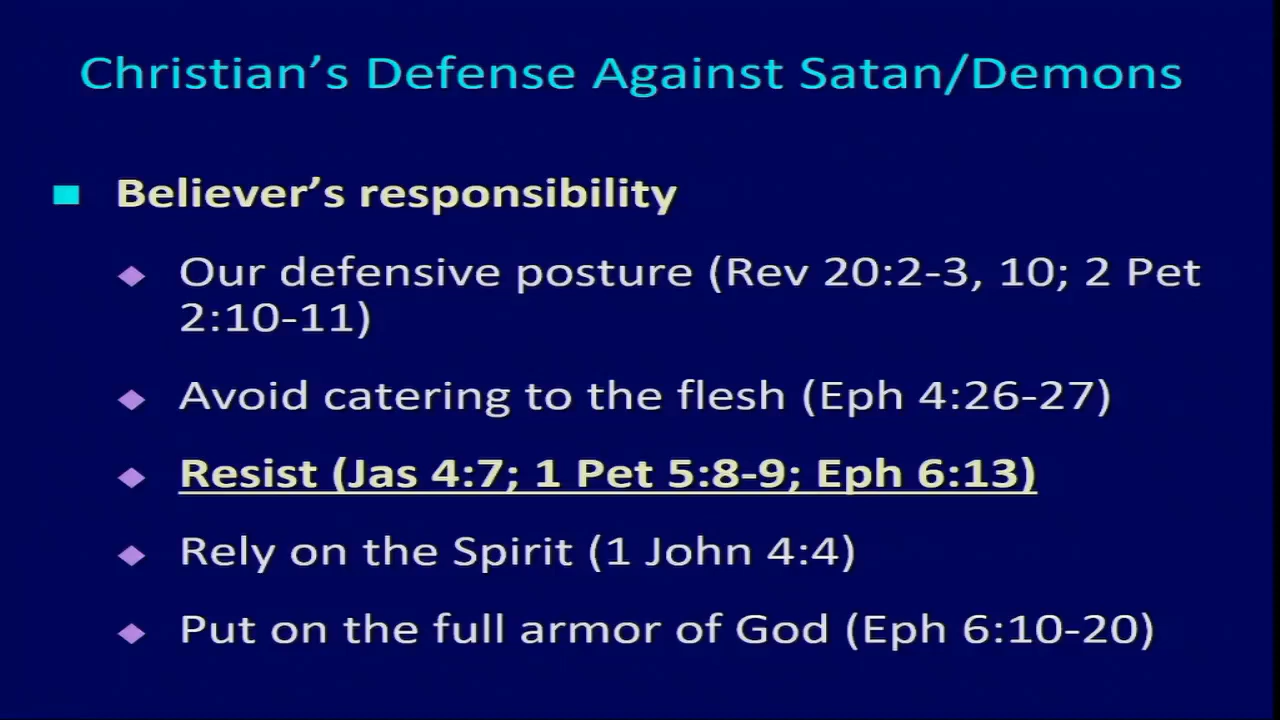 Christian’s Defense Against Satan/Demons
Believer’s responsibility
Our defensive posture (Rev 20:2-3, 10; 2 Pet
2:10-11)
Avoid catering to the flesh (Eph 4:26-27)
Resist (Jas 4:7; 1 Pet 5:8-9; Eph 6:13)
Rely on the Spirit (1 John 4:4)
Put on the full armor of God (Eph 6:10-20)